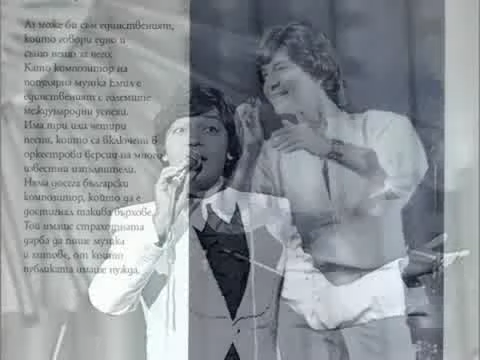 Аз може би съм единственият,
който говори едно и
също нещо за него.
Като композитор на
популярна музика Емил е
единственият с големите
международни успехи.
Има три или четири
песни, които са включени в
оркестрови версии на много
известни изпълнители.
Няма досега български
композитор, който да е
достигнал такива върхове.
Той имаше страхотната
дарба да пише музика
и хитове, от които
публиката имаше нужда.